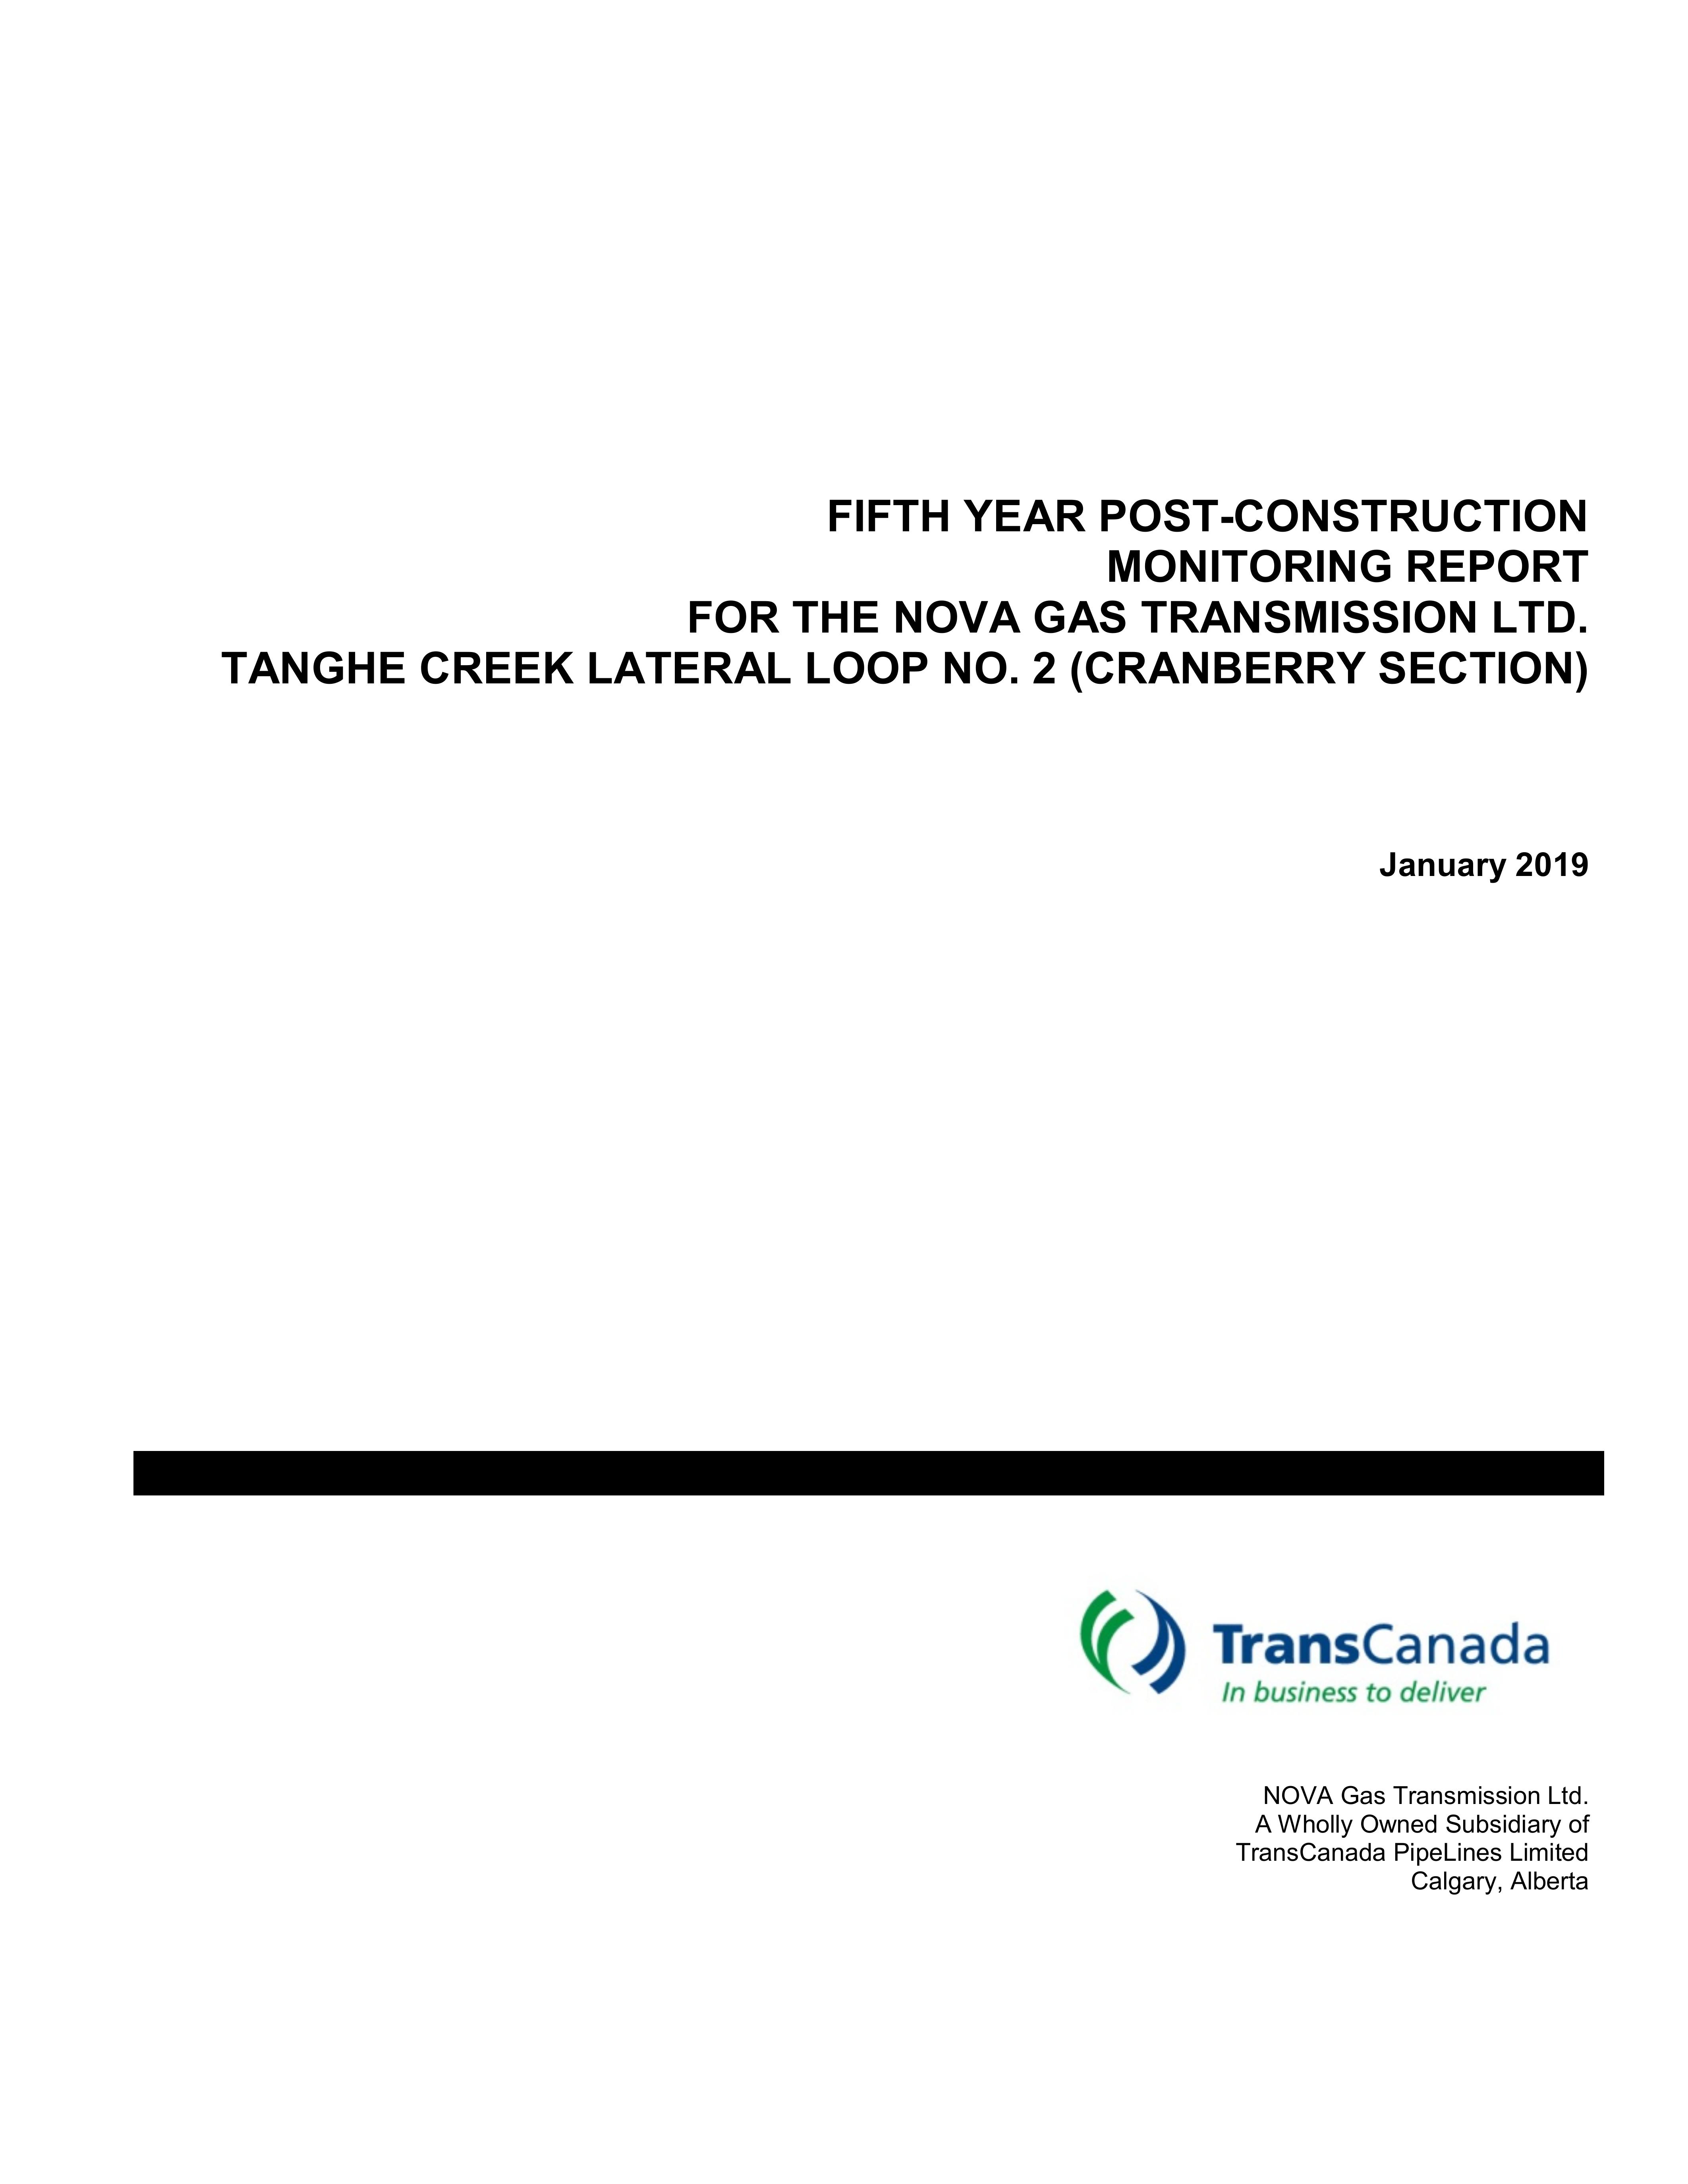 FIFTH YEAR POST-CONSTRUCTION
MONITORING REPORT
FOR THE NOVA GAS TRANSMISSION LTD.
TANGHE CREEK LATERAL LOOP NO. 2 (CRANBERRY SECTION)
January 2019
TransCanada
In business to deliver
NOVA Gas Transmission Ltd.
A Wholly Owned Subsidiary of
TransCanada PipeLines Limited
Calgary, Alberta